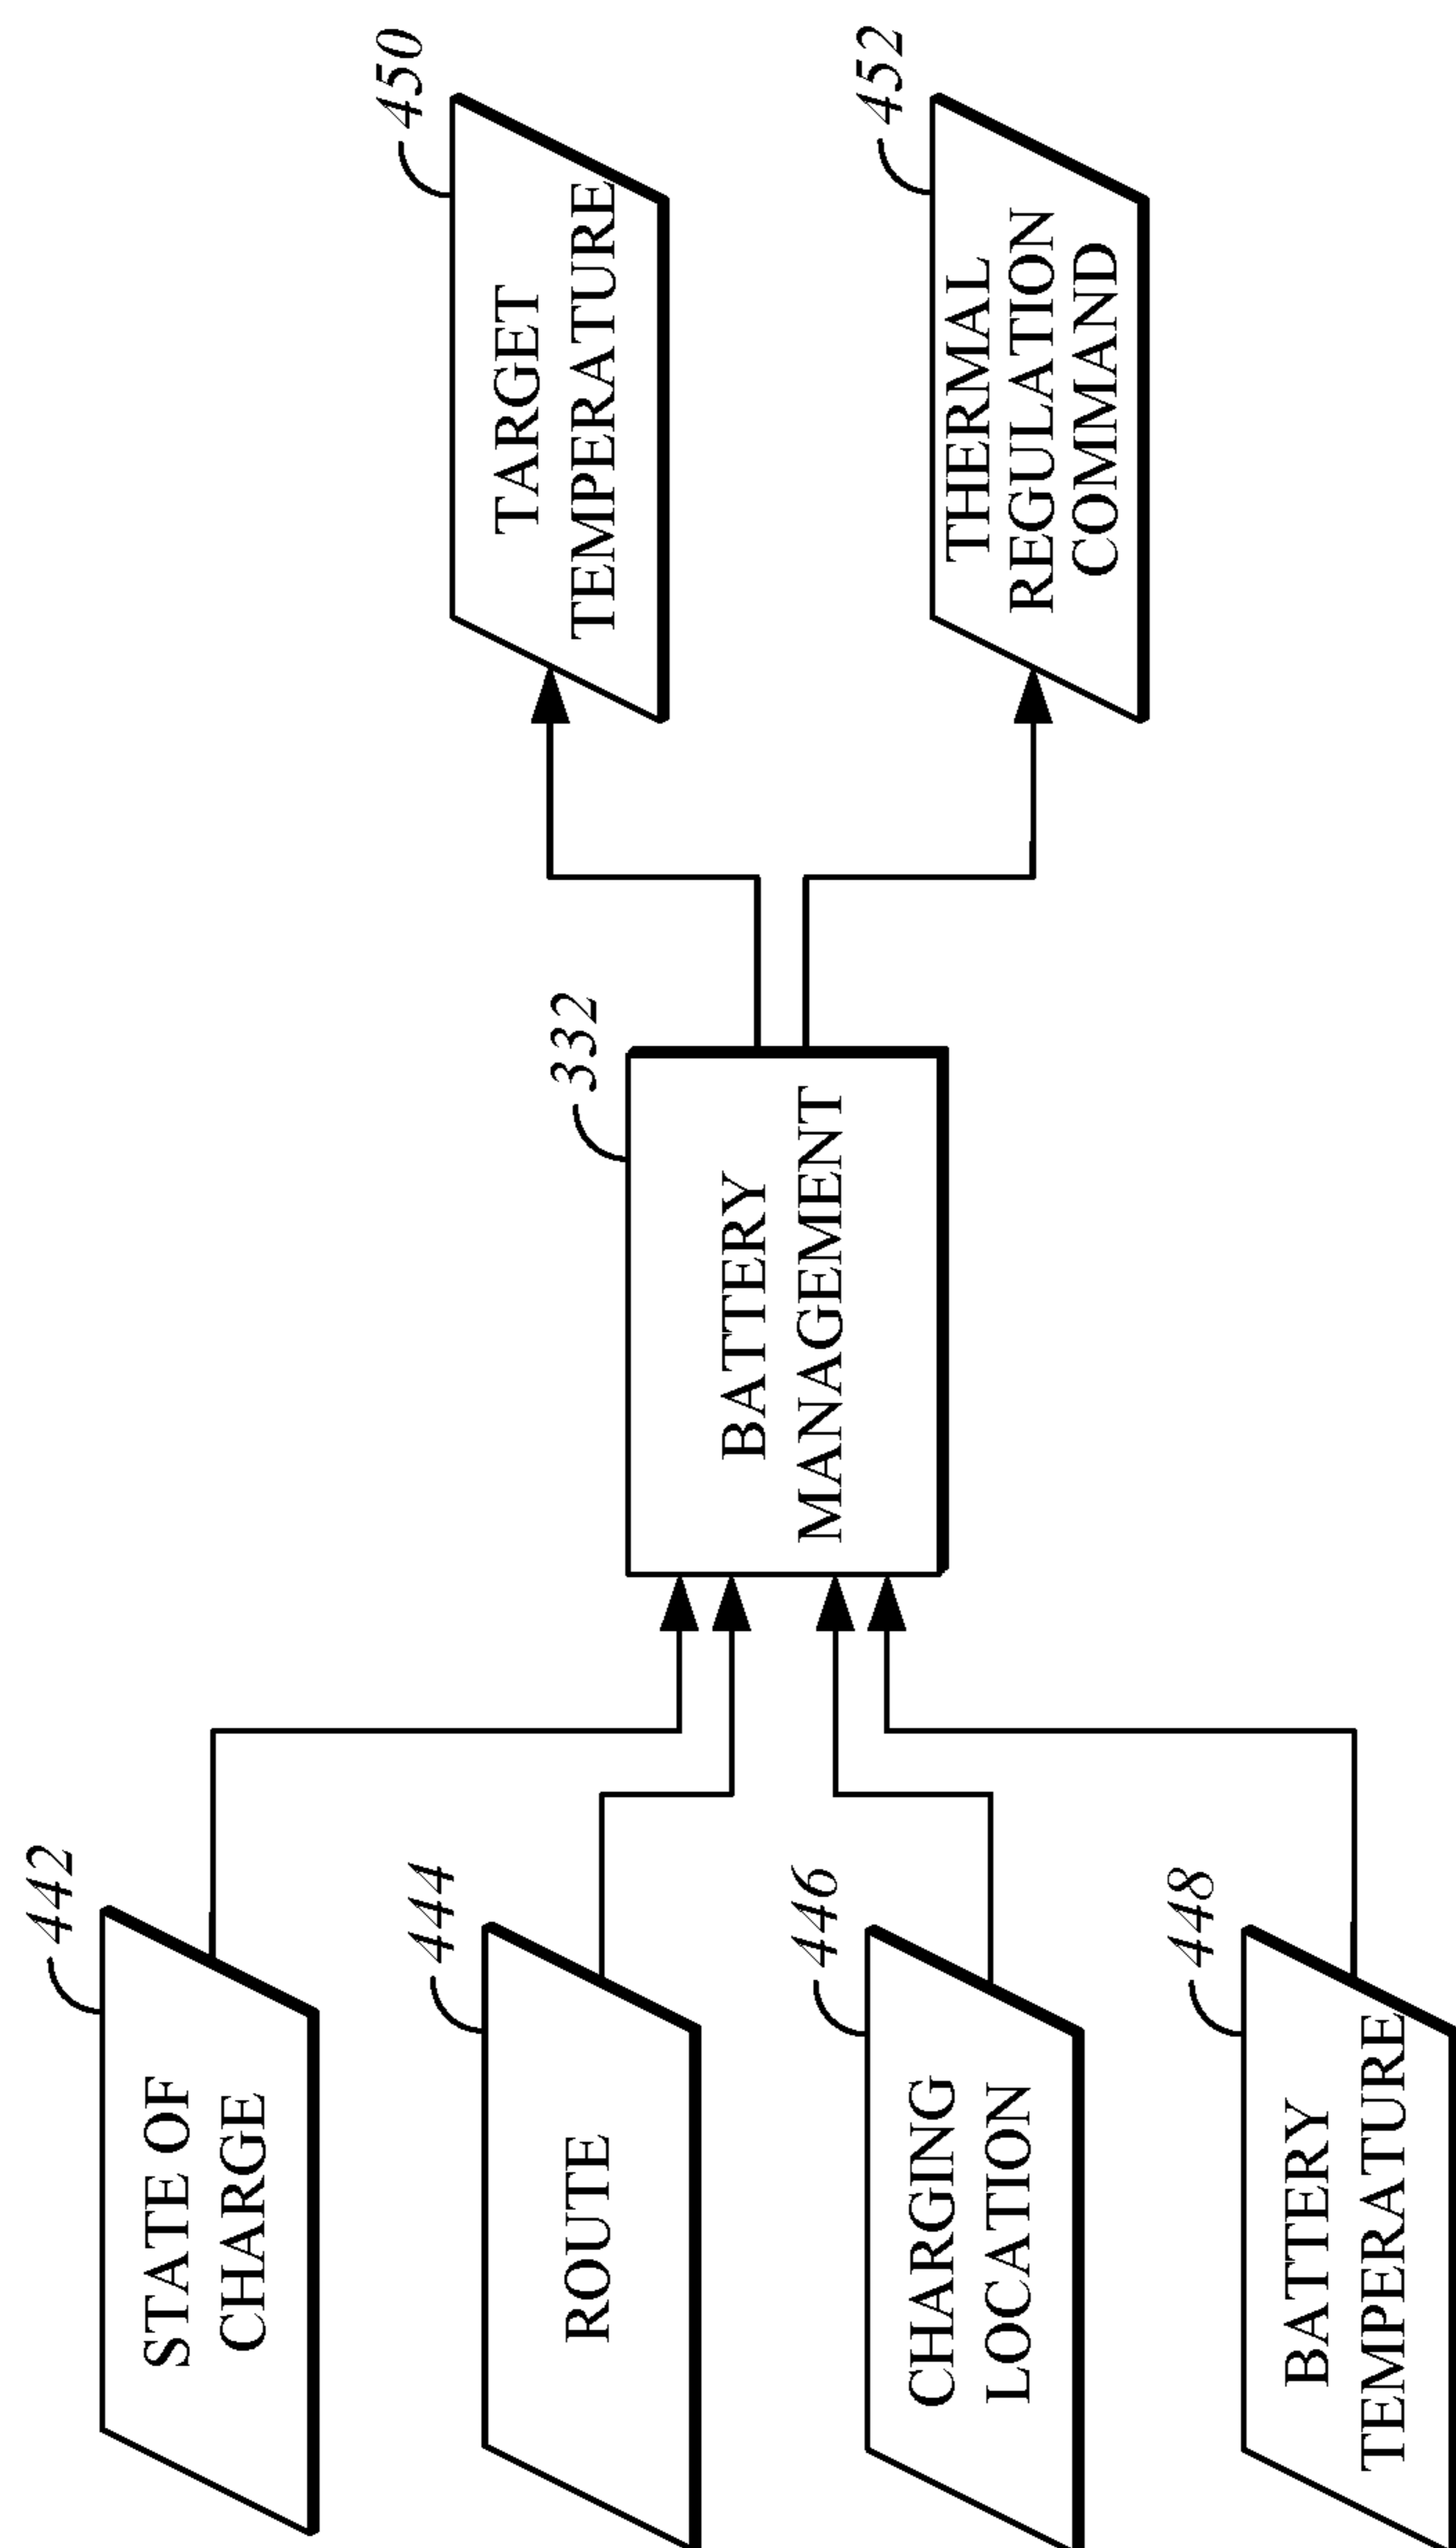 442
STATE OF
CHARGE
444
ROUTE
446
CHARGING
LOCATION
448
BATTERY
TEMPERATURE
332
BATTERY
MANAGEMENT
450
TARGET
TEMPERATURE
452
THERMAL
REGULATION
COMMAND